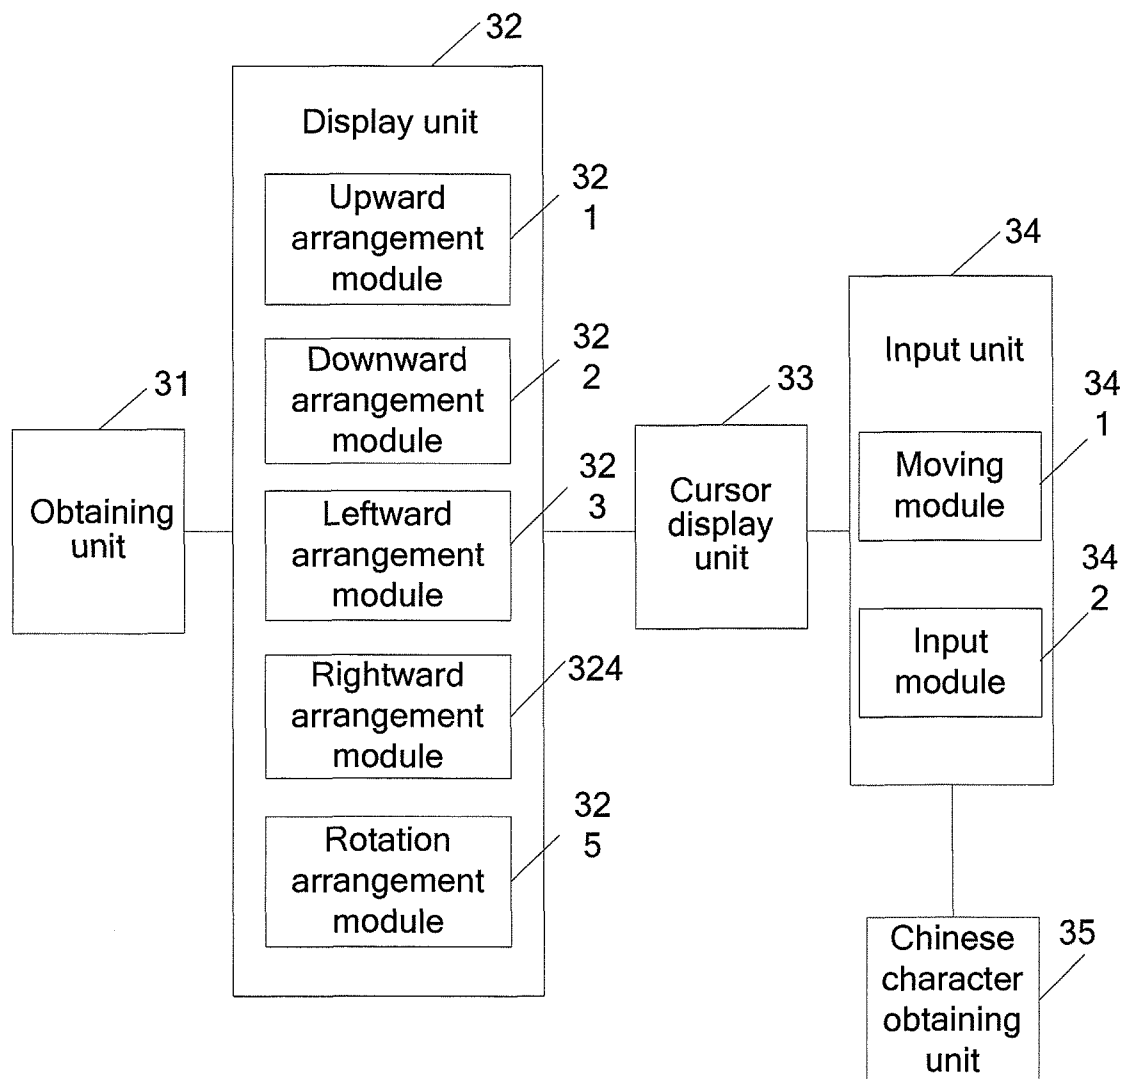 32
Display unit
Upward
arrangement
module
32
1
Downward
arrangement
module
32
2
Leftward
arrangement
module
32
3
Rightward
arrangement
module
324
Rotation
arrangement
module
32
5
31
Obtaining
unit
33
Cursor
display
unit
34
Input unit
Moving
module
34
1
Input
module
34
2
Chinese
character
obtaining
unit
35